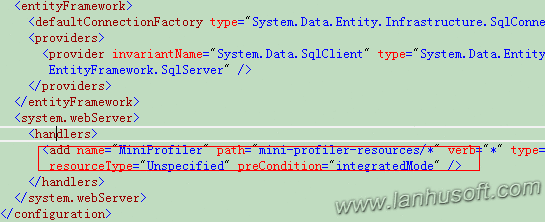 <entityFramework>
<defaultConnectionFactory type="System.Data.Entity.Infrastructure.SqlConne
<providers>
<provider invariantName="System.Data.SqlClient" type="System.Data.Entity
EntityFramework.SqlServer" />
</providers>
</entityFramework>
<system.webServer>
<handlers>
<add name="MiniProfiler" path="mini-profiler-resources/*" verb="*" type=
resourceType="Unspecified" preCondition="integratedMode" />
</handlers>
</system.webServer>
</configuration>
www.lanhusoft.com